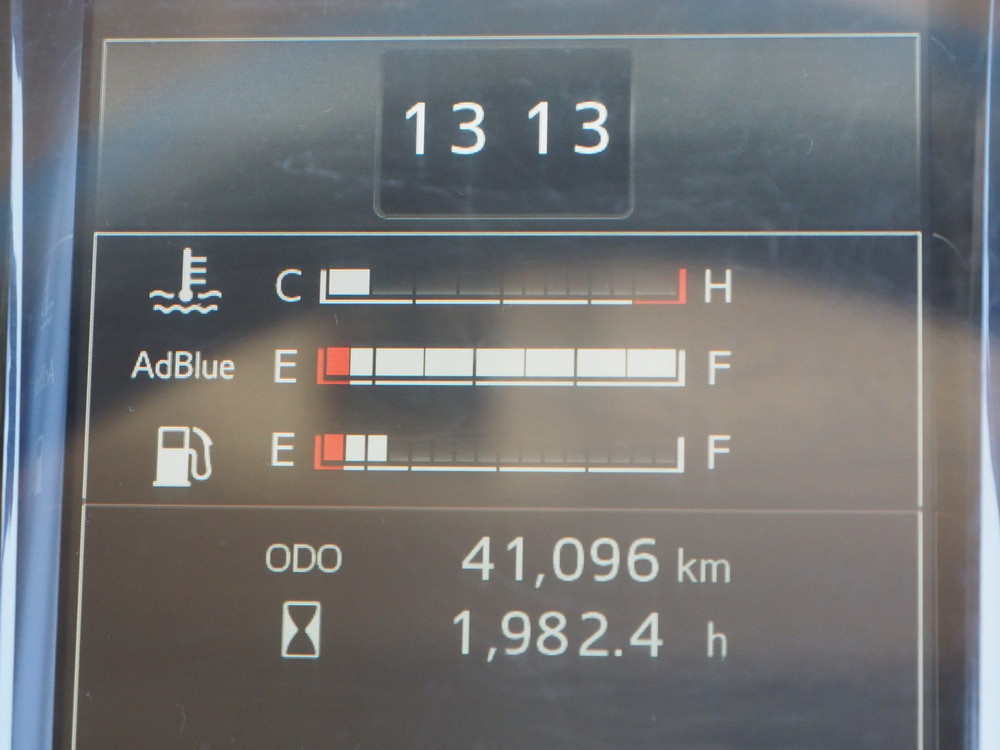 13 13
C H
AdBlue E F
E F
ODO 41,096 km
1,982.4 h